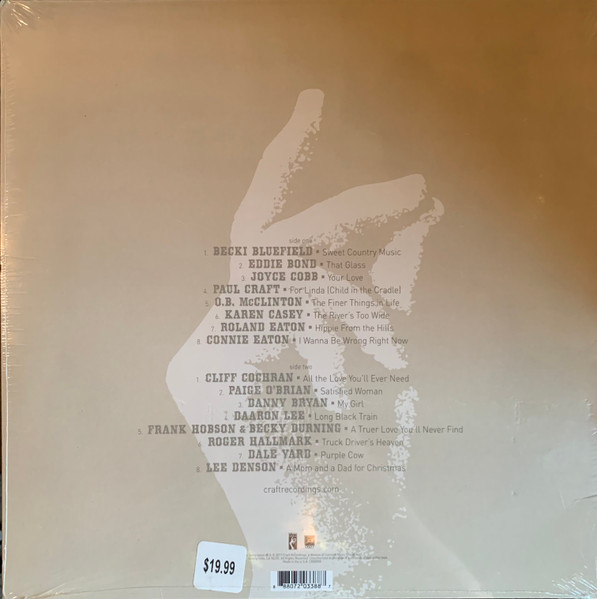 side one
1. BECKI BLUEFIELD • Sweet Country Music
2. EDDIE BOND • That Glass
3. JOYCE COBB • Your Love
4. PAUL CRAFT • For Linda (Child in the Cradle)
5. O.B. McCLINTON • The Finer Things in Life
6. KAREN CASEY • The River's Too Wide
7. ROLAND EATON • Hippie From the Hills
8. CONNIE EATON • I Wanna Be Wrong Right Now
side two
1. CLIFF COCHRAN • All the Love You'll Ever Need
2. PAIGE O'BRIAN • Satisfied Woman
3. DANNY BRYAN • My Girl
DAARON LEE • Long Black Train
5. FRANK HOBSON & BECKY DURNING • A Truer Love You'll Never Find
ROGER HALLMARK • Truck Driver's Heaven
7. DALE YARD • Purple Cow
8. LEE DENSON • A Mom and a Dad for Christmas
craftrecordings.com
$19.99
88072 03388